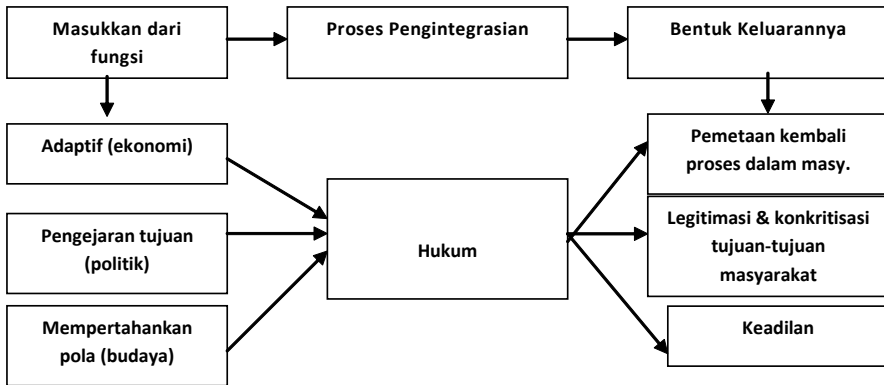 Masukkan dari
fungsi
Proses Pengintegrasian
Bentuk Keluarannya
Adaptif (ekonomi)
Pengejaran tujuan
(politik)
Mempertahankan
pola (budaya)
Hukum
Pemetaan kembali
proses dalam masy.
Legitimasi & konkritisasi
tujuan-tujuan
masyarakat
Keadilan